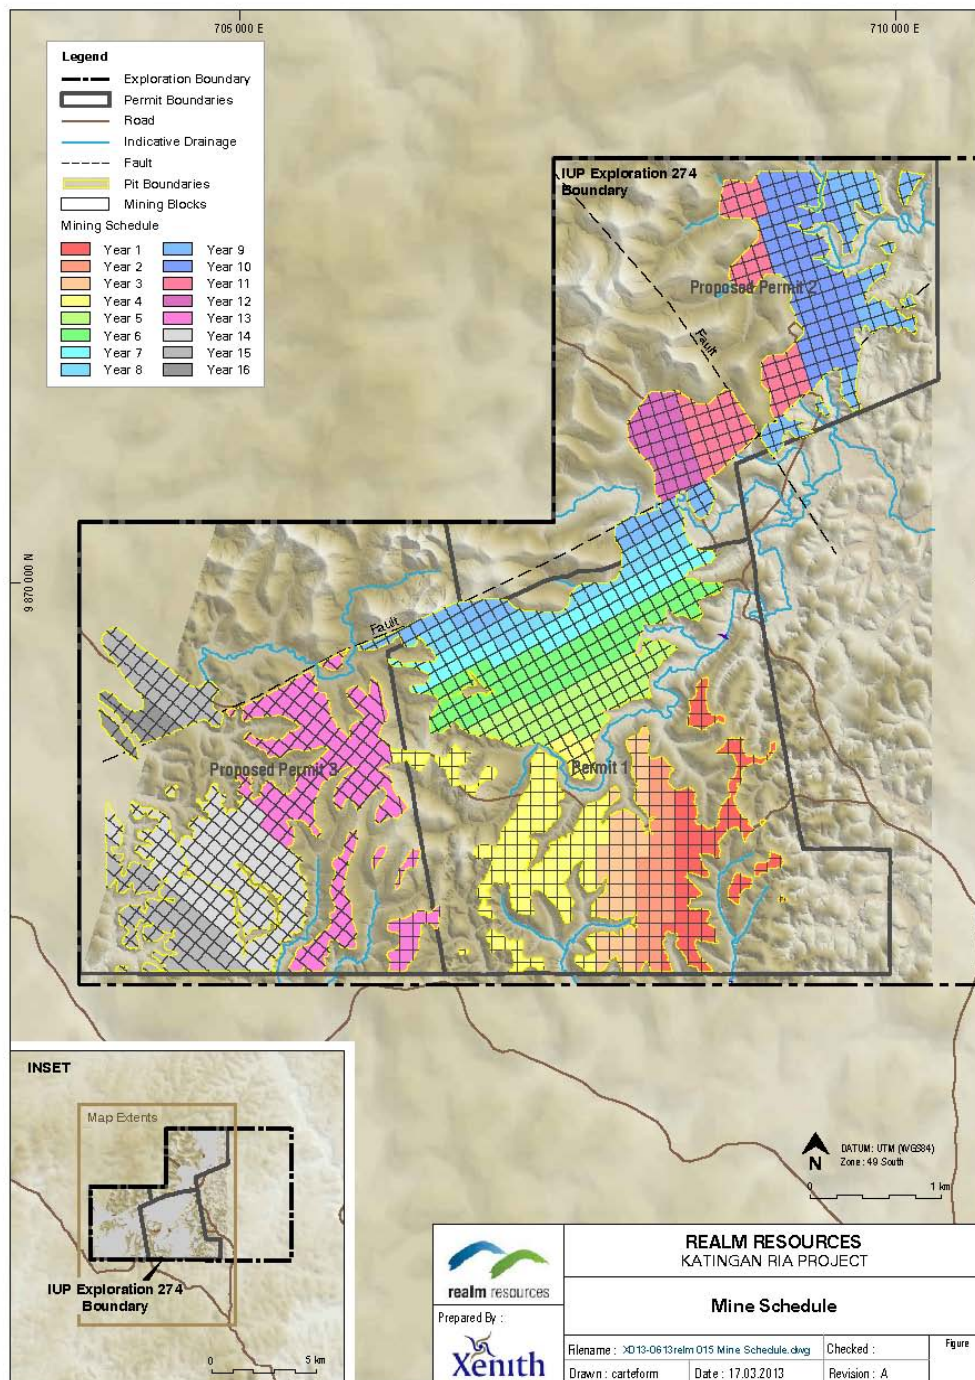 705 000 E
710 000 E
Legend
Exploration Boundary
Permit Boundaries
Road
Indicative Drainage
Fault
Pit Boundaries
Mining Blocks
Mining Schedule
Year 1
Year 2
Year 3
Year 4
Year 5
Year 6
Year 7
Year 8
Year 9
Year 10
Year 11
Year 12
Year 13
Year 14
Year 15
Year 16
IUP Exploration 274
Boundary
Proposed Permit 2
Fault
9 870 000 N
Fault
Proposed Permit 3
Permit 1
INSET
Map Extents
IUP Exploration 274
Boundary
0 5 km
N
DATUM: UTM (WGS84)
Zone : 49 South
0 1 km
realm resources
Prepared By :
Xenith
REALM RESOURCES
KATINGAN RIA PROJECT
Mine Schedule
Filename : XD13-0613relm 015 Mine Schedule.dwg
Checked :
Figure
Drawn : carteform
Date : 17.03.2013
Revision : A